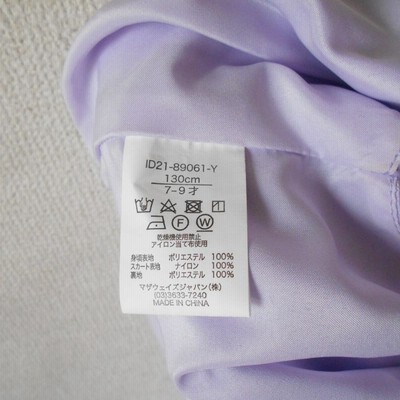 ID21-89061-Y
130cm
7-9才
乾燥機使用禁止
アイロン当て布使用
身頃表地 ポリエステル 100%
スカート表地 ナイロン 100%
裏地 ポリエステル 100%
マザウェイズジャパン(株)
(03)3633-7240
MADE IN CHINA